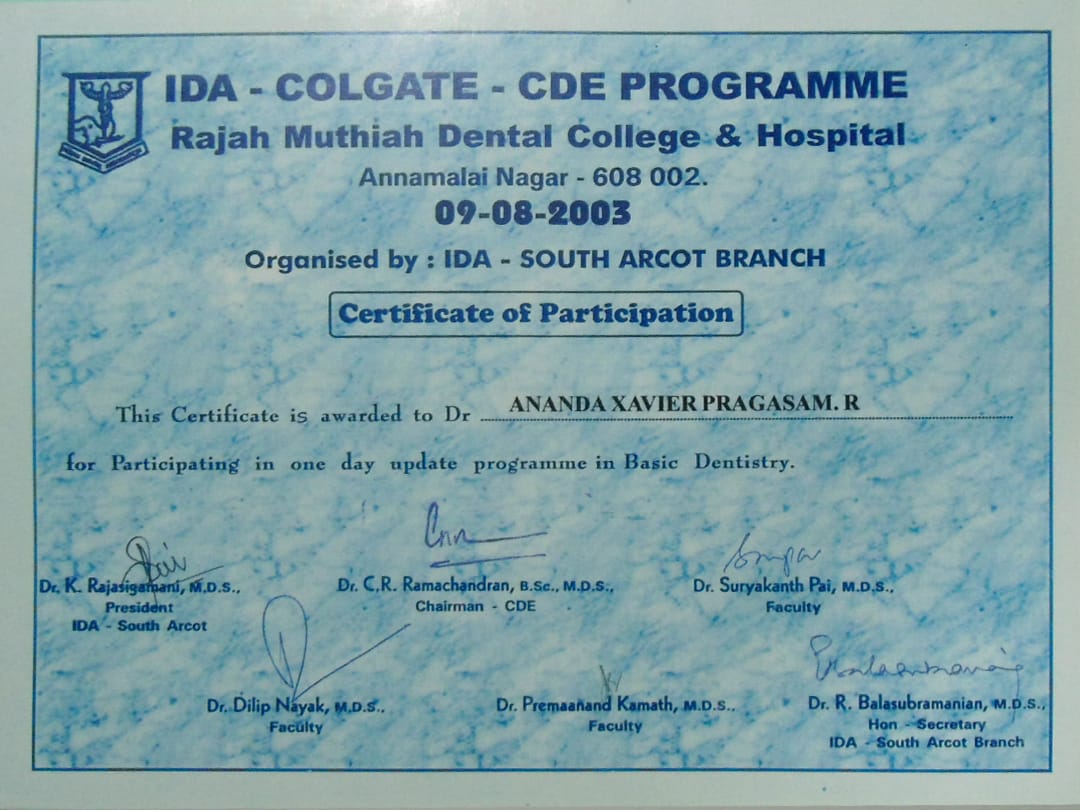 IDA - COLGATE - CDE PROGRAMME
Rajah Muthiah Dental College & Hospital
Annamalai Nagar - 608 002.
09-08-2003
Organised by : IDA - SOUTH ARCOT BRANCH
Certificate of Participation
This Certificate is awarded to Dr ANANDA XAVIER PRAGASAM. R
for Participating in one day update programme in Basic Dentistry.
Dr. K. Rajasigamani, M.D.S.,
President
IDA - South Arcot
Dr. C.R. Ramachandran, B.Sc., M.D.S.,
Chairman - CDE
Dr. Suryakanth Pai, M.D.S.,
Faculty
Dr. Dilip Nayak, M.D.S.,
Faculty
Dr. Premaanand Kamath, M.D.S..
Faculty
Dr. R. Balasubramanian, M.D.S.,
Hon - Secretary
IDA - South Arcot Branch